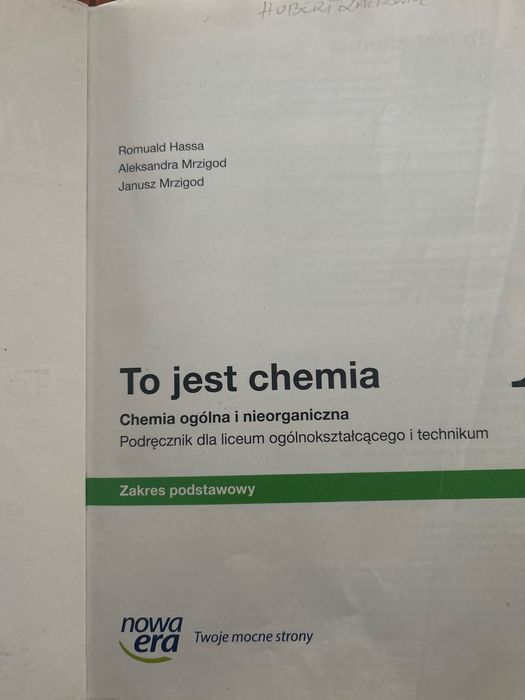 HUBERT
Romuald Hassa
Aleksandra Mrzigod
Janusz Mrzigod
To jest chemia
Chemia ogólna i nieorganiczna
Podręcznik dla liceum ogólnokształcącego i technikum
Zakres podstawowy
nowa
era Twoje mocne strony